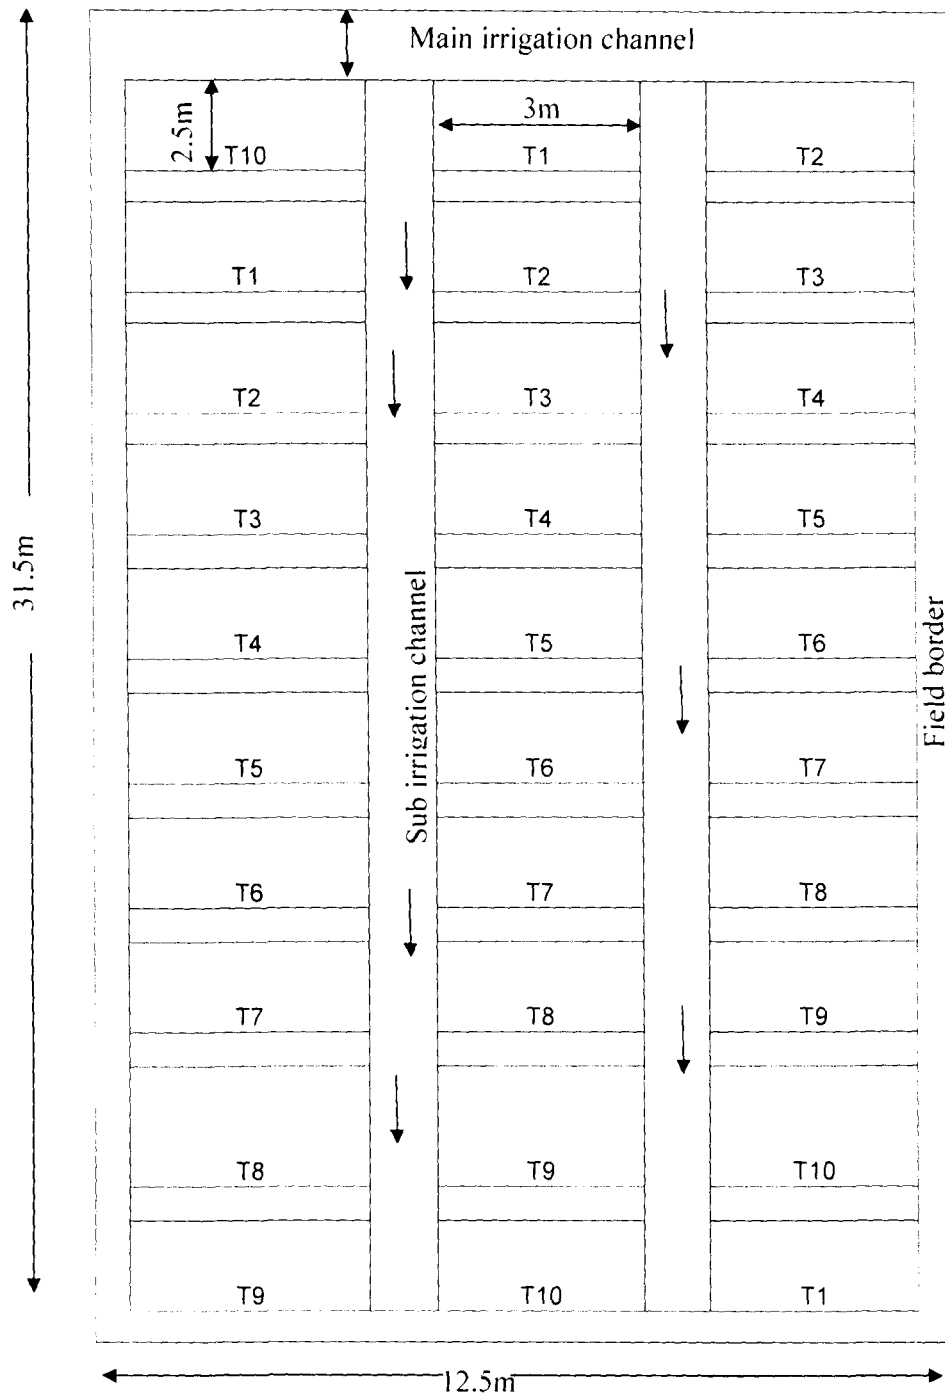 Main irrigation channel
2.5m
3m
T10
T1
T2
T1
T2
T3
T2
T3
T4
T3
T4
T5
31.5m
Sub irrigation channel
Field border
T4
T5
T6
T5
T6
T7
T6
T7
T8
T7
T8
T9
T8
T9
T10
T9
T10
T1
12.5m